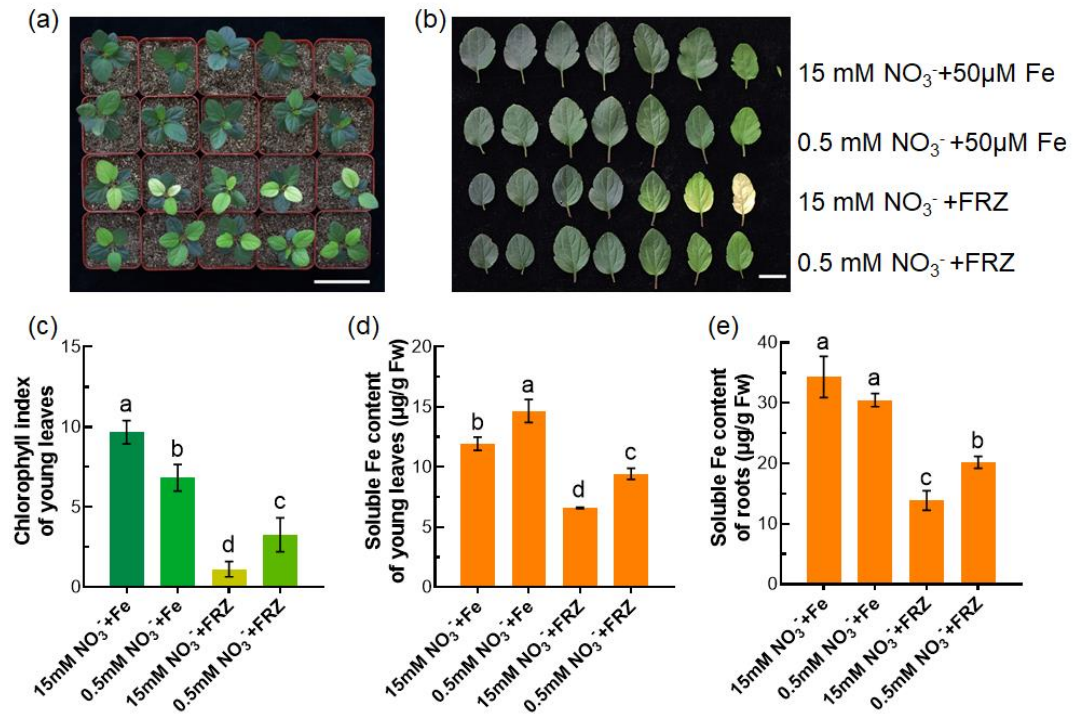 (a)
(b)
15 mM NO₃⁻+50μM Fe
0.5 mM NO₃⁻+50μM Fe
15 mM NO₃⁻ +FRZ
0.5 mM NO₃⁻ +FRZ
(c)
Chlorophyll index
of young leaves
15
10
5
0
a
b
d
c
15mM NO₃⁻+Fe
0.5mM NO₃⁻+Fe
15mM NO₃⁻+FRZ
0.5mM NO₃⁻+FRZ
(d)
Soluble Fe content
of young leaves (μg/g Fw)
20
15
10
5
0
b
a
d
c
15mM NO₃⁻+Fe
0.5mM NO₃⁻+Fe
15mM NO₃⁻+FRZ
0.5mM NO₃⁻+FRZ
(e)
Soluble Fe content
of roots (μg/g Fw)
40
30
20
10
0
a
a
c
b
15mM NO₃⁻+Fe
0.5mM NO₃⁻+Fe
15mM NO₃⁻+FRZ
0.5mM NO₃⁻+FRZ